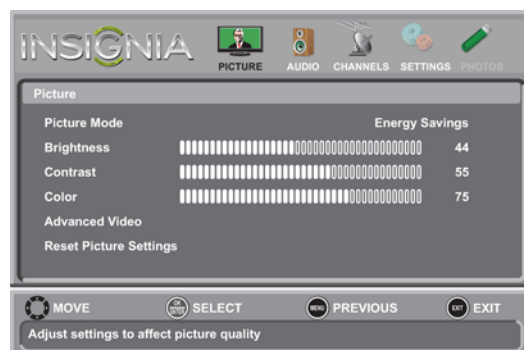 INSIGNIA
PICTURE AUDIO CHANNELS SETTINGS PHOTOS
Picture
Picture Mode Energy Savings
Brightness 44
Contrast 55
Color 75
Advanced Video
Reset Picture Settings
MOVE OK ENTER SELECT MENU PREVIOUS EXIT EXIT
Adjust settings to affect picture quality